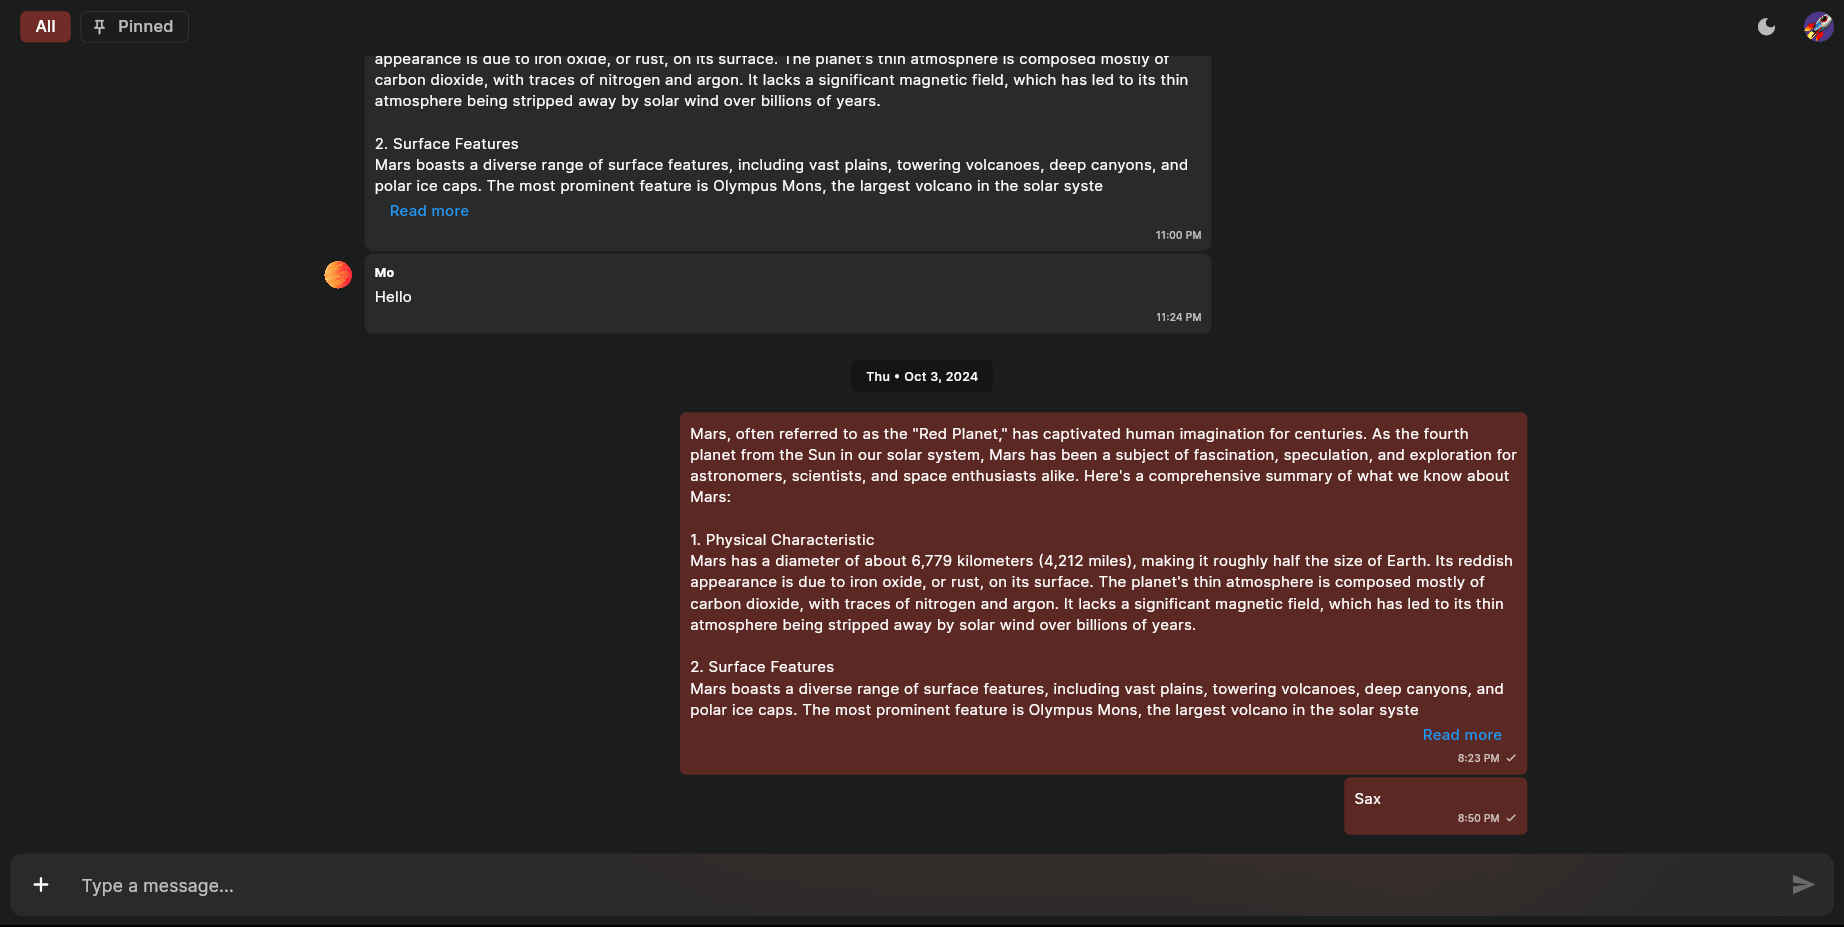 All
Pinned
appearance is due to iron oxide, or rust, on its surface. The planet's thin atmosphere is composed mostly of
carbon dioxide, with traces of nitrogen and argon. It lacks a significant magnetic field, which has led to its thin
atmosphere being stripped away by solar wind over billions of years.
2. Surface Features
Mars boasts a diverse range of surface features, including vast plains, towering volcanoes, deep canyons, and
polar ice caps. The most prominent feature is Olympus Mons, the largest volcano in the solar syste
Read more
11:00 PM
Mo
Hello
11:24 PM
Thu • Oct 3, 2024
Mars, often referred to as the "Red Planet," has captivated human imagination for centuries. As the fourth
planet from the Sun in our solar system, Mars has been a subject of fascination, speculation, and exploration for
astronomers, scientists, and space enthusiasts alike. Here's a comprehensive summary of what we know about
Mars:
1. Physical Characteristic
Mars has a diameter of about 6,779 kilometers (4,212 miles), making it roughly half the size of Earth. Its reddish
appearance is due to iron oxide, or rust, on its surface. The planet's thin atmosphere is composed mostly of
carbon dioxide, with traces of nitrogen and argon. It lacks a significant magnetic field, which has led to its thin
atmosphere being stripped away by solar wind over billions of years.
2. Surface Features
Mars boasts a diverse range of surface features, including vast plains, towering volcanoes, deep canyons, and
polar ice caps. The most prominent feature is Olympus Mons, the largest volcano in the solar syste
Read more
8:23 PM
Sax
8:50 PM
Type a message...